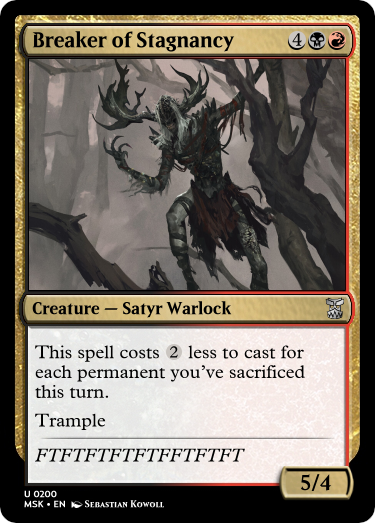 Breaker of Stagnancy 4
Creature — Satyr Warlock
This spell costs 2 less to cast for
each permanent you've sacrificed
this turn.
Trample
FTFTFTFTFTFFTFTFT
5/4
U 0200
MSK • EN Sebastian Kowoll